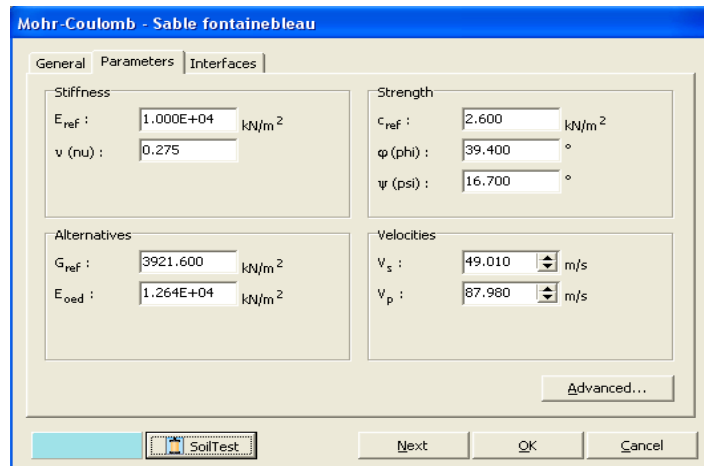 Mohr-Coulomb - Sable fontainebleau
General Parameters Interfaces
Stiffness
E_ref : 1.000E+04 kN/m²
ν (nu) : 0.275
Strength
c_ref : 2.600 kN/m²
φ (phi) : 39.400 °
ψ (psi) : 16.700 °
Alternatives
G_ref : 3921.600 kN/m²
E_oed : 1.264E+04 kN/m²
Velocities
V_s : 49.010 m/s
V_p : 87.980 m/s
Advanced...
SoilTest Next OK Cancel